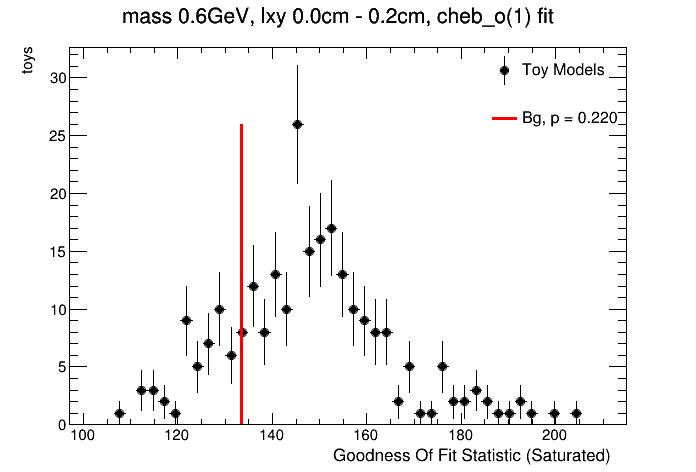 mass 0.6GeV, lxy 0.0cm - 0.2cm, cheb_o(1) fit
toys
Toy Models
Bg, p = 0.220
30
25
20
15
10
5
0
100 120 140 160 180 200
Goodness Of Fit Statistic (Saturated)